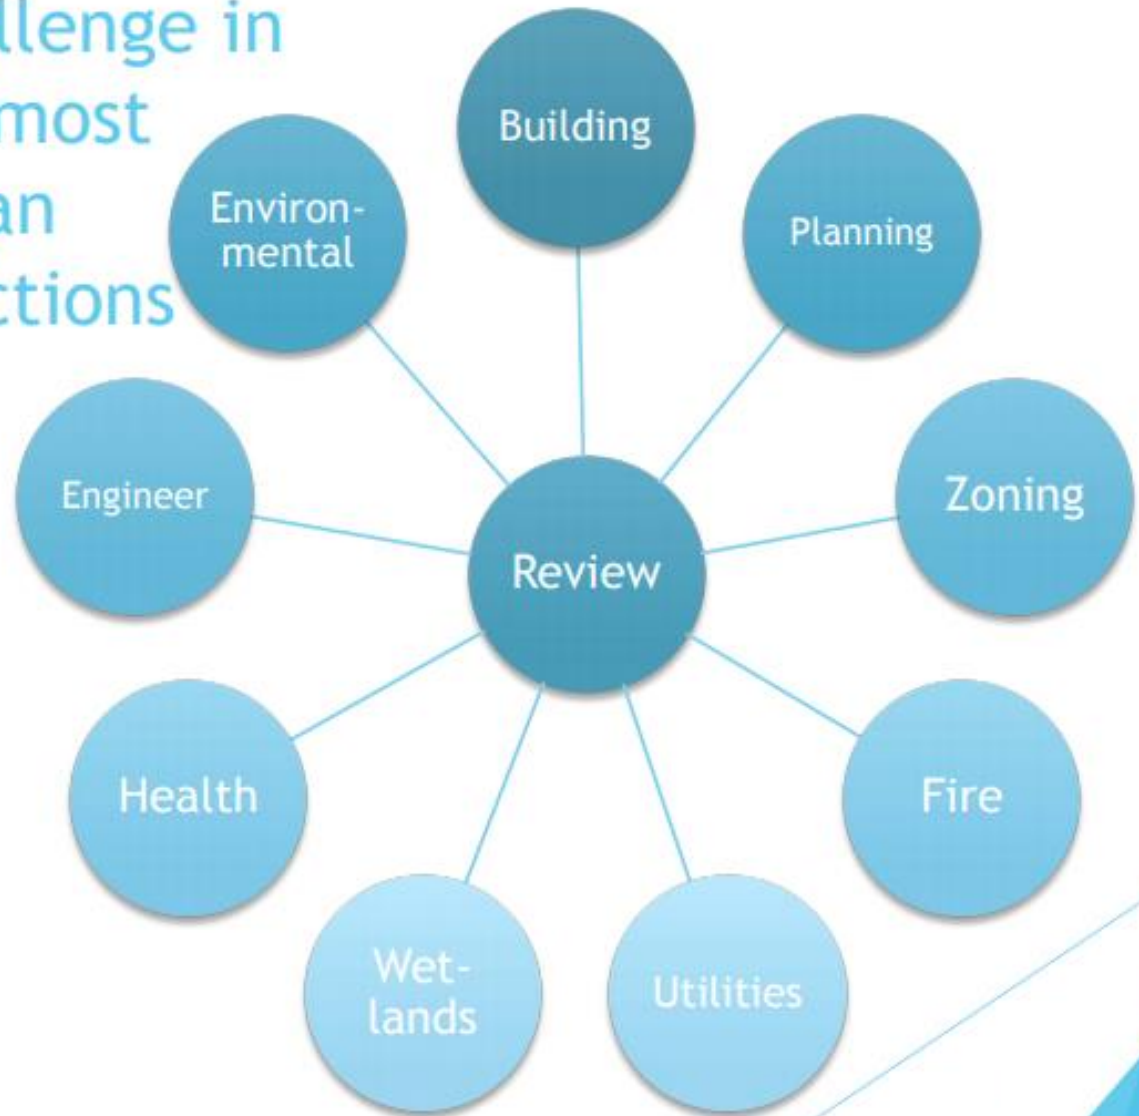 llenge in
most
an
ctions
Building
Planning
Zoning
Fire
Utilities
Wet-
lands
Health
Engineer
Environ-
mental
Review